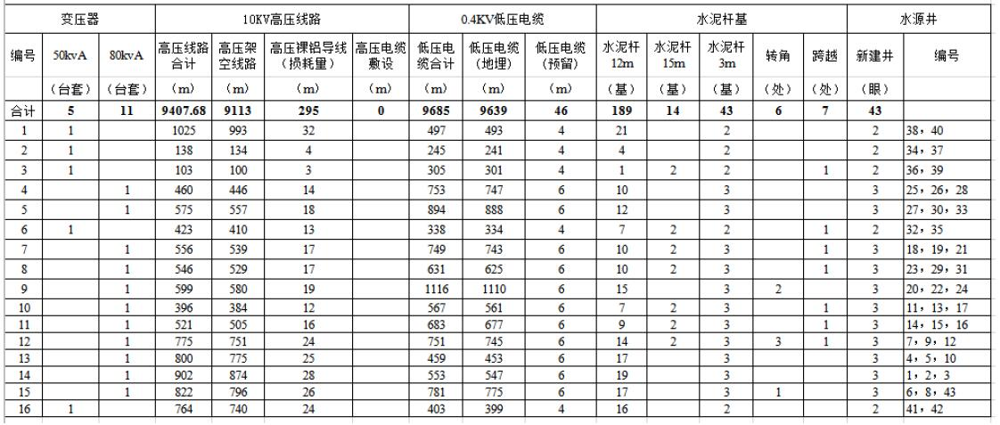 变压器 10KV高压线路 0.4KV低压电缆 水泥杆基 水源井
编号 50kvA 80kvA 高压线路合计 高压架空线路 高压裸铝导线（损耗量） 高压电缆敷设 低压电缆合计 低压电缆(地埋) 低压电缆(预留) 水泥杆12m 水泥杆15m 水泥杆3m 转角 跨越 新建井 编号
（台套） （台套） （m） （m） （m） （m） （m） （m） （m） （基） （基） （基） （处） （处） （眼）
合计 5 11 9407.68 9113 295 0 9685 9639 46 189 14 43 6 7 43
1 1 1025 993 32 497 493 4 21 2 2 38，40
2 1 138 134 4 245 241 4 4 2 2 34，37
3 1 103 100 3 305 301 4 1 2 2 1 2 36，39
4 1 460 446 14 753 747 6 10 3 3 25，26，28
5 1 575 557 18 894 888 6 12 3 3 27，30，33
6 1 423 410 13 338 334 4 7 2 2 1 2 32，35
7 1 556 539 17 749 743 6 10 2 3 1 3 18，19，21
8 1 546 529 17 631 625 6 10 2 3 1 3 23，29，31
9 1 599 580 19 1116 1110 6 15 3 2 3 20，22，24
10 1 396 384 12 567 561 6 7 2 3 1 3 11，13，17
11 1 521 505 16 683 677 6 9 2 3 1 3 14，15，16
12 1 775 751 24 751 745 6 14 2 3 3 1 3 7，9，12
13 1 800 775 25 459 453 6 17 3 3 4，5，10
14 1 902 874 28 553 547 6 19 3 3 1，2，3
15 1 822 796 26 781 775 6 17 3 1 3 6，8，43
16 1 764 740 24 403 399 4 16 2 2 41，42